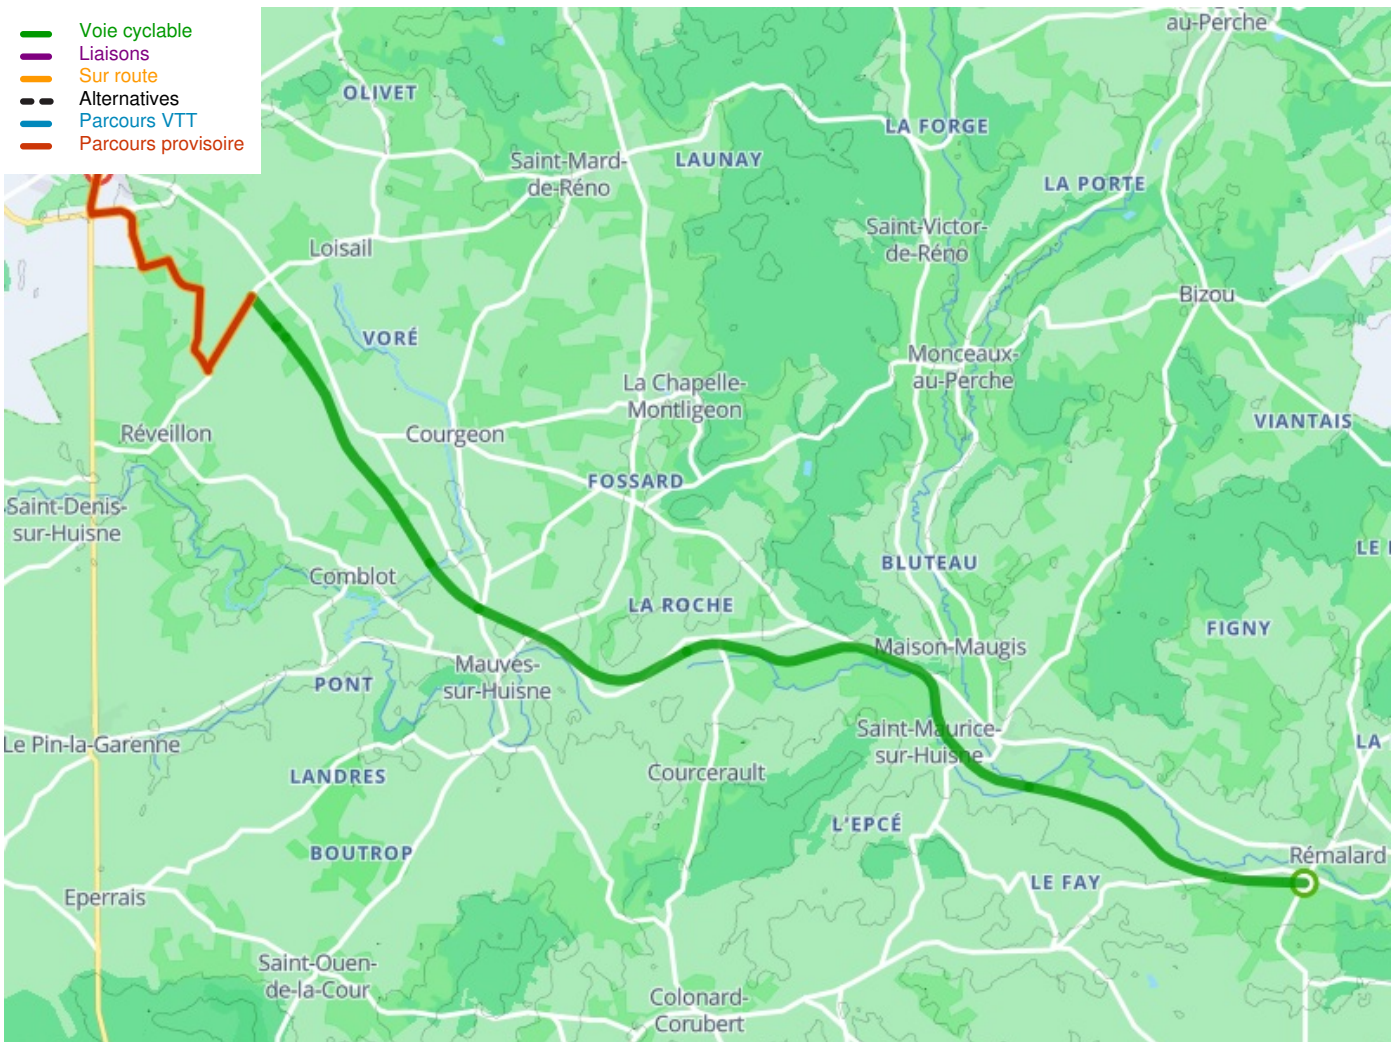 Voie cyclable
Liaisons
Sur route
Alternatives
Parcours VTT
Parcours provisoire
au-Perche
OLIVET
LA FORGE
Saint-Mard-
de-Réno
LAUNAY
LA PORTE
Saint-Victor-
de-Réno
Loisail
Bizou
VORÉ
Monceaux-
au-Perche
La Chapelle-
Montligeon
VIANTAIS
Réveillon
Courgeon
FOSSARD
Saint-Denis-
sur-Huisne
LE
BLUTEAU
Comblot
LA ROCHE
FIGNY
Maison-Maugis
Mauves-
sur-Huisne
PONT
Saint-Maurice-
sur-Huisne
Le Pin-la-Garenne
LA
LANDRES
Courcerault
L'EPCÉ
BOUTROP
Rémalard
LE FAY
Eperrais
Saint-Ouen-
de-la-Cour
Colonard-
Corubert